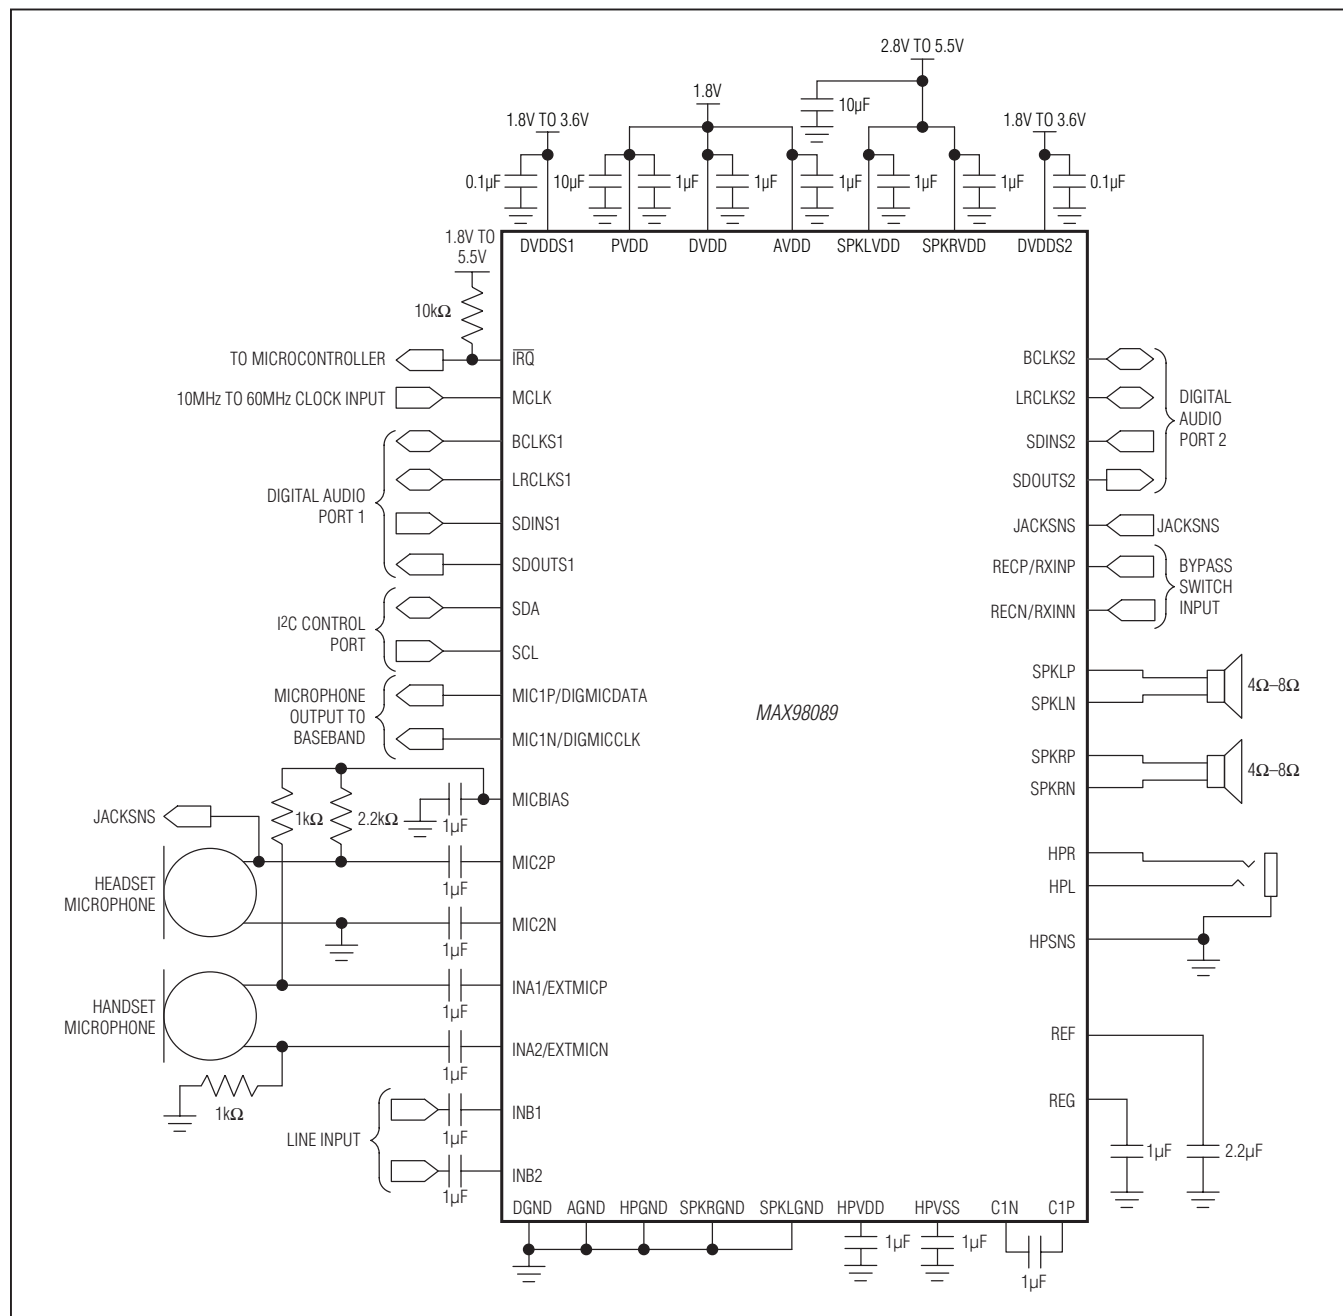 2.8V TO 5.5V
1.8V
10µF
1.8V TO 3.6V
1.8V TO 3.6V
0.1µF
10µF
1µF
1µF
1µF
1µF
1µF
0.1µF
1.8V TO
5.5V
DVDDS1
PVDD
DVDD
AVDD
SPKLVDD
SPKRVDD
DVDDS2
10kΩ
TO MICROCONTROLLER
IRQ
10MHz TO 60MHz CLOCK INPUT
MCLK
DIGITAL AUDIO
PORT 1
BCLKS1
LRCLKS1
SDINS1
SDOUTS1
I²C CONTROL
PORT
SDA
SCL
MICROPHONE
OUTPUT TO
BASEBAND
MIC1P/DIGMICDATA
MIC1N/DIGMICCLK
MAX98089
BCLKS2
LRCLKS2
SDINS2
SDOUTS2
DIGITAL
AUDIO
PORT 2
JACKSNS
JACKSNS
RECP/RXINP
RECN/RXINN
BYPASS
SWITCH
INPUT
SPKLP
SPKLN
4Ω–8Ω
SPKRP
SPKRN
4Ω–8Ω
JACKSNS
1kΩ
2.2kΩ
1µF
MICBIAS
HEADSET
MICROPHONE
1µF
MIC2P
1µF
MIC2N
HANDSET
MICROPHONE
1µF
INA1/EXTMICP
1µF
INA2/EXTMICN
1kΩ
LINE INPUT
1µF
INB1
1µF
INB2
HPR
HPL
HPSNS
REF
REG
1µF
2.2µF
DGND
AGND
HPGND
SPKRGND
SPKLGND
HPVDD
HPVSS
C1N
C1P
1µF
1µF
1µF